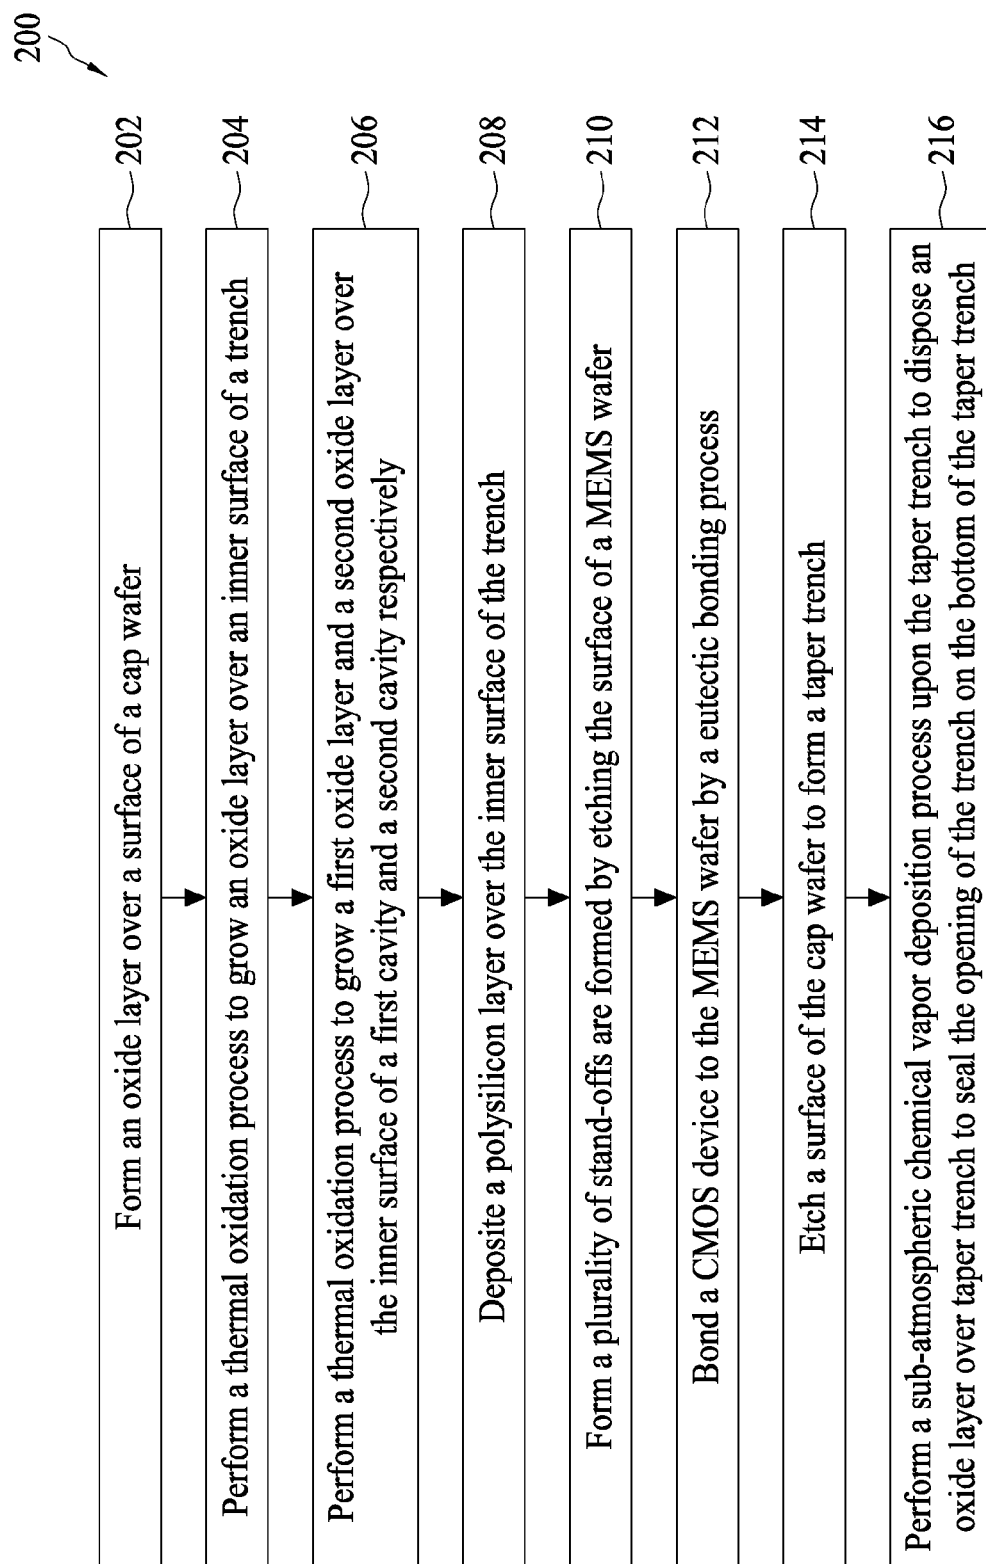 200
Form an oxide layer over a surface of a cap wafer
202
Perform a thermal oxidation process to grow an oxide layer over an inner surface of a trench
204
Perform a thermal oxidation process to grow a first oxide layer and a second oxide layer over
the inner surface of a first cavity and a second cavity respectively
206
Deposite a polysilicon layer over the inner surface of the trench
208
Form a plurality of stand-offs are formed by etching the surface of a MEMS wafer
210
Bond a CMOS device to the MEMS wafer by a eutectic bonding process
212
Etch a surface of the cap wafer to form a taper trench
214
Perform a sub-atmospheric chemical vapor deposition process upon the taper trench to dispose an
oxide layer over taper trench to seal the opening of the trench on the bottom of the taper trench
216